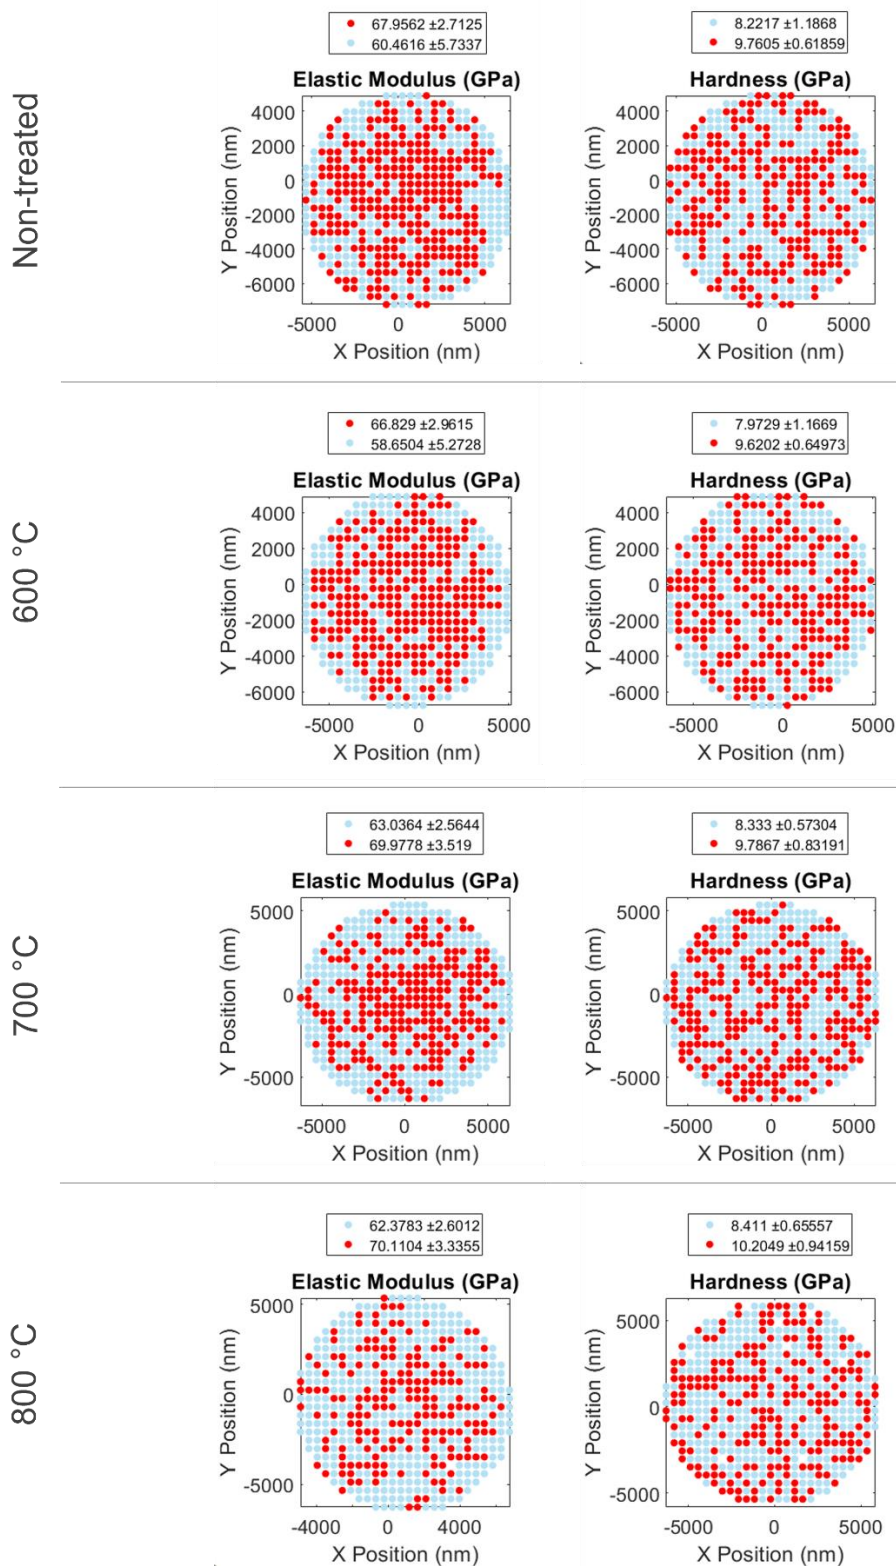 Non-treated
67.9562 ±2.7125
60.4616 ±5.7337
Elastic Modulus (GPa)
4000
2000
0
-2000
-4000
-6000
Y Position (nm)
-5000 0 5000
X Position (nm)
8.2217 ±1.1868
9.7605 ±0.61859
Hardness (GPa)
4000
2000
0
-2000
-4000
-6000
Y Position (nm)
-5000 0 5000
X Position (nm)
600 °C
66.829 ±2.9615
58.6504 ±5.2728
Elastic Modulus (GPa)
4000
2000
0
-2000
-4000
-6000
Y Position (nm)
-5000 0 5000
X Position (nm)
7.9729 ±1.1669
9.6202 ±0.64973
Hardness (GPa)
4000
2000
0
-2000
-4000
-6000
Y Position (nm)
-5000 0 5000
X Position (nm)
700 °C
63.0364 ±2.5644
69.9778 ±3.519
Elastic Modulus (GPa)
5000
0
-5000
Y Position (nm)
-5000 0 5000
X Position (nm)
8.333 ±0.57304
9.7867 ±0.83191
Hardness (GPa)
5000
0
-5000
Y Position (nm)
-5000 0 5000
X Position (nm)
800 °C
62.3783 ±2.6012
70.1104 ±3.3355
Elastic Modulus (GPa)
5000
0
-5000
Y Position (nm)
-4000 0 4000
X Position (nm)
8.411 ±0.65557
10.2049 ±0.94159
Hardness (GPa)
5000
0
-5000
Y Position (nm)
-5000 0 5000
X Position (nm)